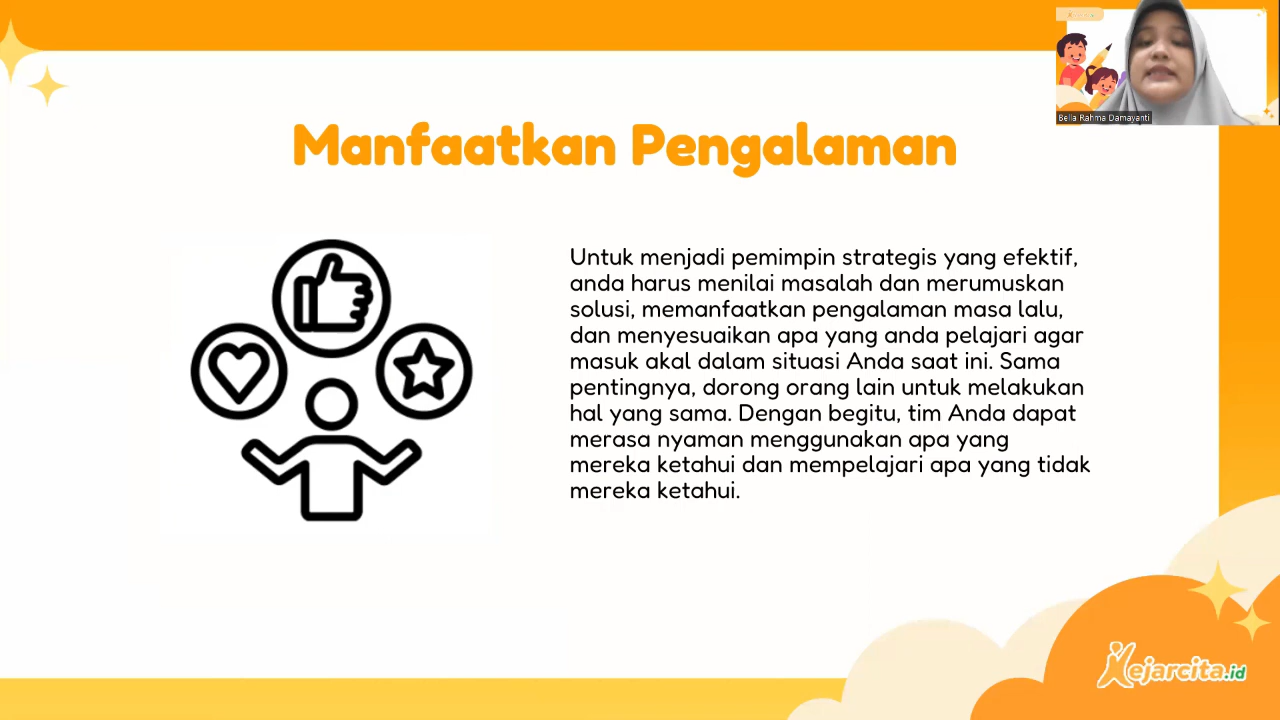 Bella Rahma Damayanti
Manfaatkan Pengalaman
Untuk menjadi pemimpin strategis yang efektif,
anda harus menilai masalah dan merumuskan
solusi, memanfaatkan pengalaman masa lalu,
dan menyesuaikan apa yang anda pelajari agar
masuk akal dalam situasi Anda saat ini. Sama
pentingnya, dorong orang lain untuk melakukan
hal yang sama. Dengan begitu, tim Anda dapat
merasa nyaman menggunakan apa yang
mereka ketahui dan mempelajari apa yang tidak
mereka ketahui.
Kejarcita.id